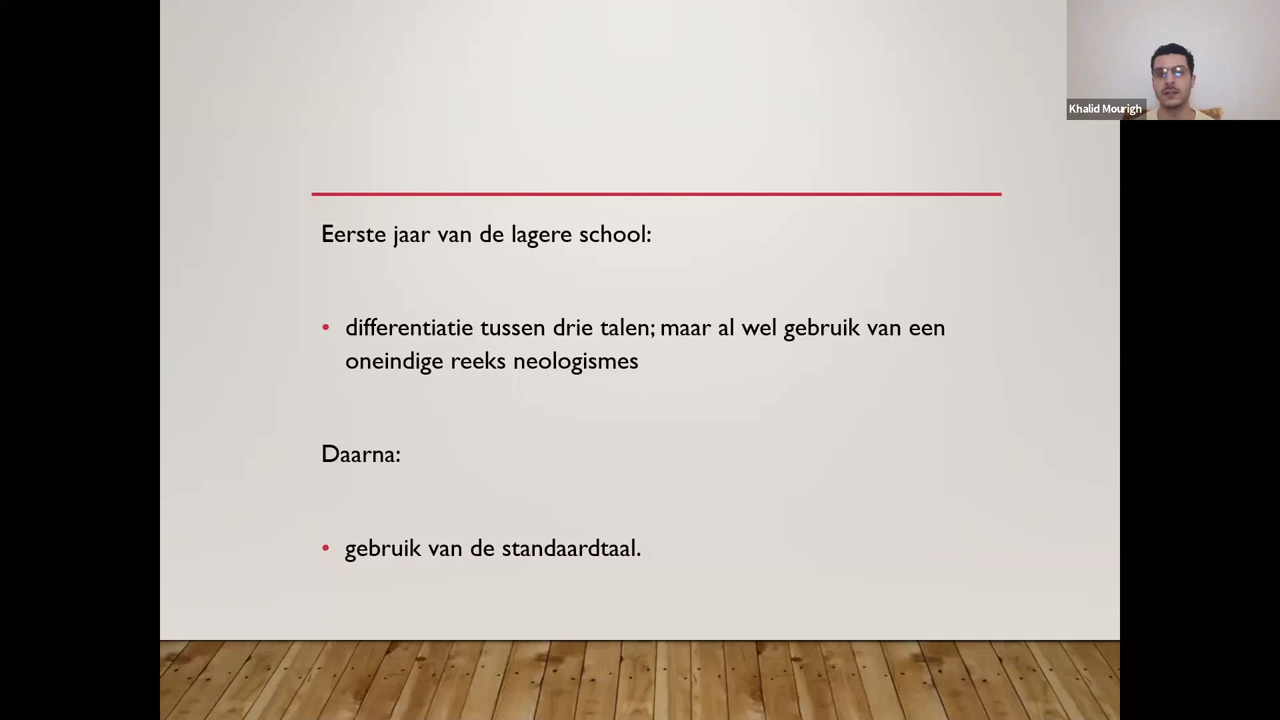 Khalid Mourigh
Eerste jaar van de lagere school:
• differentiatie tussen drie talen; maar al wel gebruik van een
oneindige reeks neologismes
Daarna:
• gebruik van de standaardtaal.